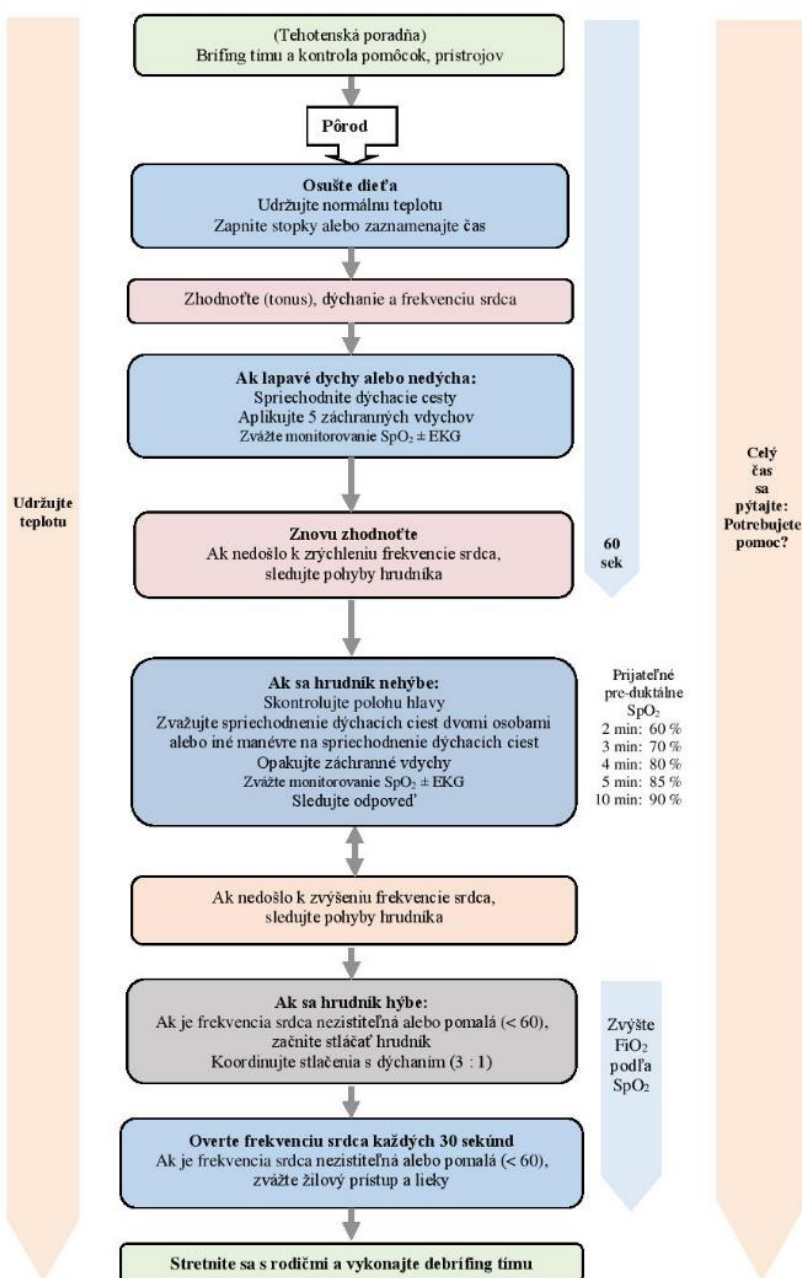 (Tehotenská poradňa)
Brífing tímu a kontrola pomôcok, prístrojov
Pôrod
Osušte dieťa
Udržujte normálnu teplotu
Zapnite stopky alebo zaznamenajte čas
Zhodnoťte (tonus), dýchanie a frekvenciu srdca
Ak lapavé dychy alebo nedýcha:
Spriechodnite dýchacie cesty
Aplikujte 5 záchranných vdychov
Zvážte monitorovanie SpO₂ ± EKG
Udržujte
teplotu
Celý
čas
sa
pýtajte:
Potrebujete
pomoc?
Znovu zhodnoťte
Ak nedošlo k zrýchleniu frekvencie srdca,
sledujte pohyby hrudníka
60
sek
Ak sa hrudník nehýbe:
Skontrolujte polohu hlavy
Zvažujte spriechodnenie dýchacích ciest dvomi osobami
alebo iné manévre na spriechodnenie dýchacích ciest
Opakujte záchranné vdychy
Zvážte monitorovanie SpO₂ ± EKG
Sledujte odpoveď
Prijateľné
pre-duktálne
SpO₂
2 min: 60 %
3 min: 70 %
4 min: 80 %
5 min: 85 %
10 min: 90 %
Ak nedošlo k zvýšeniu frekvencie srdca,
sledujte pohyby hrudníka
Ak sa hrudník hýbe:
Ak je frekvencia srdca nezistiteľná alebo pomalá (< 60),
začnite stláčať hrudník
Koordinujte stlačenia s dýchaním (3 : 1)
Zvýšte
FiO₂
podľa
SpO₂
Overte frekvenciu srdca každých 30 sekúnd
Ak je frekvencia srdca nezistiteľná alebo pomalá (< 60),
zvážte žilový prístup a lieky
Stretnite sa s rodičmi a vykonajte debrífing tímu